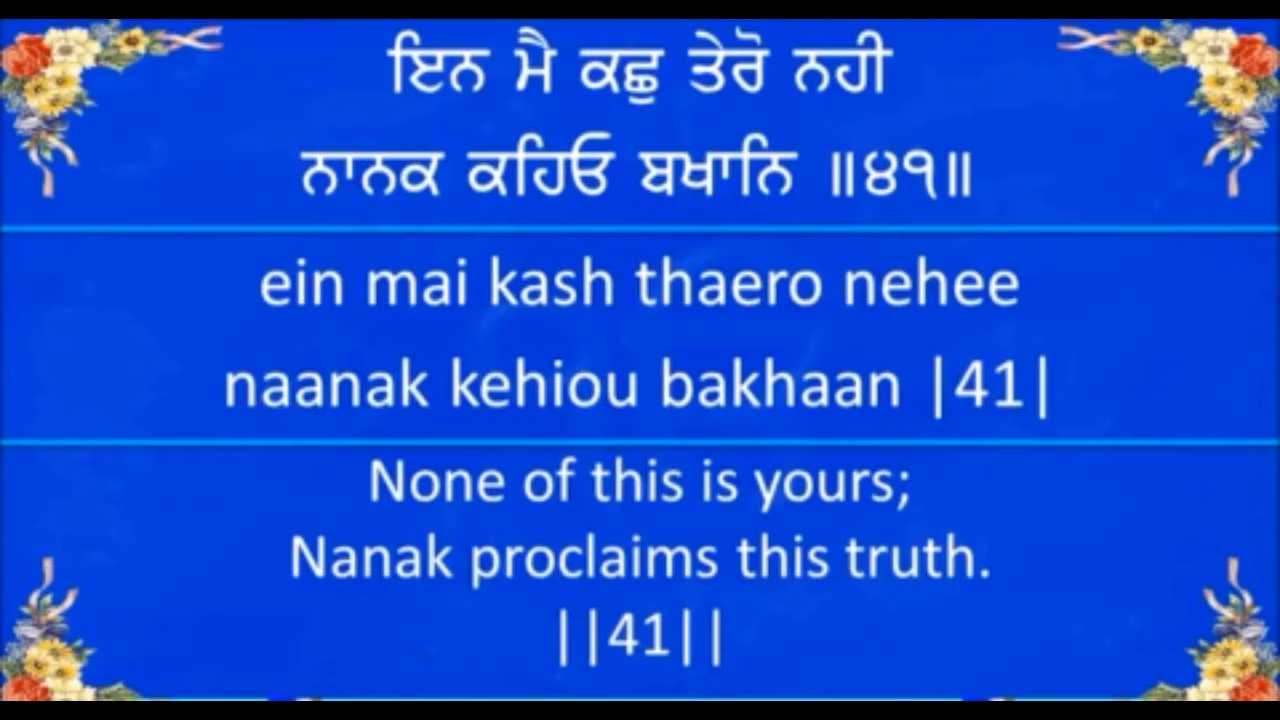 ਇਨ ਮੈ ਕਛੁ ਤੇਰੋ ਨਹੀ
ਨਾਨਕ ਕਹਿਓ ਬਖਾਨਿ ॥੪੧॥
ein mai kash thaero nehee
naanak kehiou bakhaan |41|
None of this is yours;
Nanak proclaims this truth.
||41||